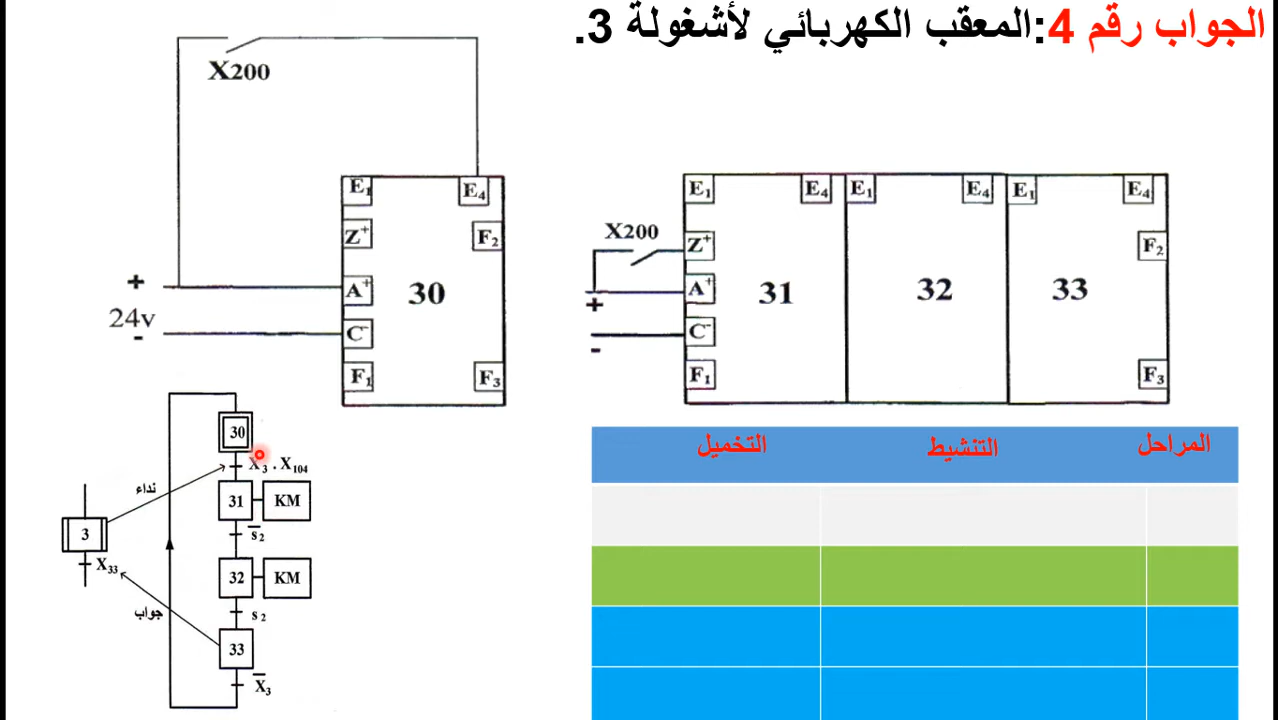 الجواب رقم 4:المعقب الكهربائي لأشغولة 3.
X200
E₁ E₄
Z⁺ F₂
+
A⁺ 30
24v
- C⁻
F₁ F₃
E₁ E₄ E₁ E₄ E₁ E₄
X200
Z⁺ F₂
A⁺ 31 32 33
+
C⁻
-
F₁ F₃
المراحل التنشيط التخميل
30
X₃ . X₁₀₄
نداء
31 KM
s̅₂
3
X₃₃
32 KM
جواب
s₂
33
X̅₃